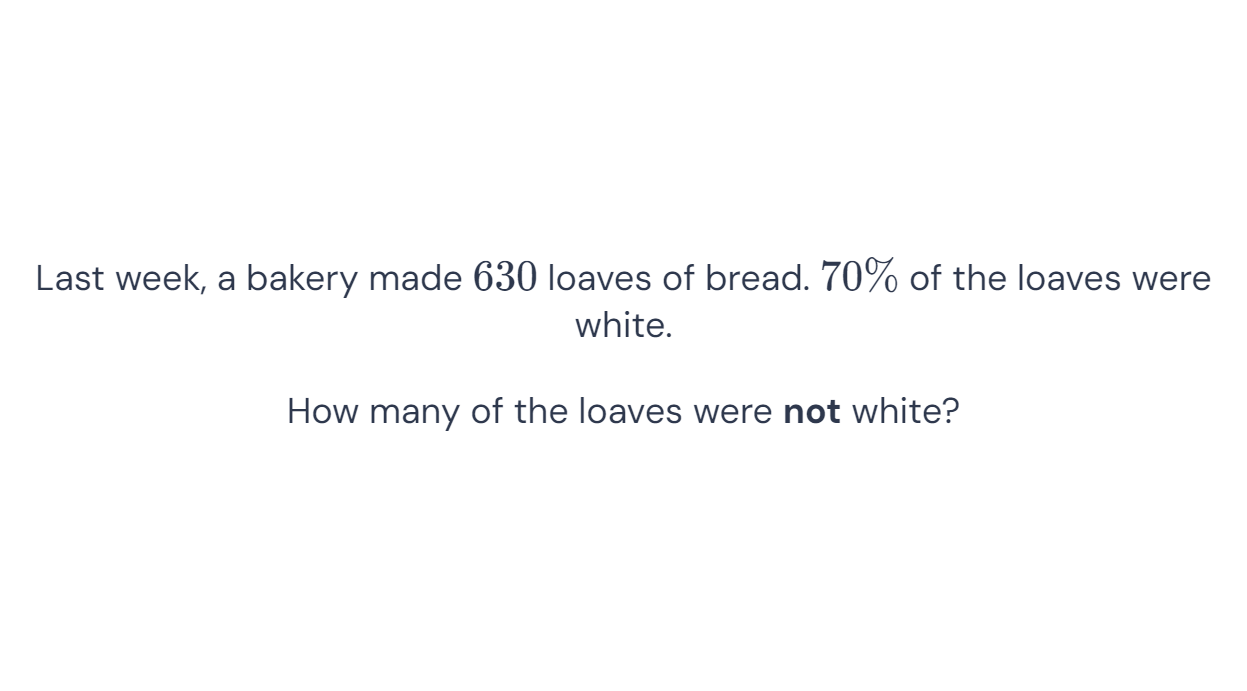 Last week, a bakery made 630 loaves of bread. 70% of the loaves were
white.
How many of the loaves were not white?